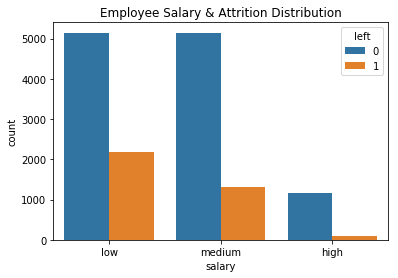 Employee Salary & Attrition Distribution
left
0
1
5000
4000
3000
2000
1000
0
count
low medium high
salary